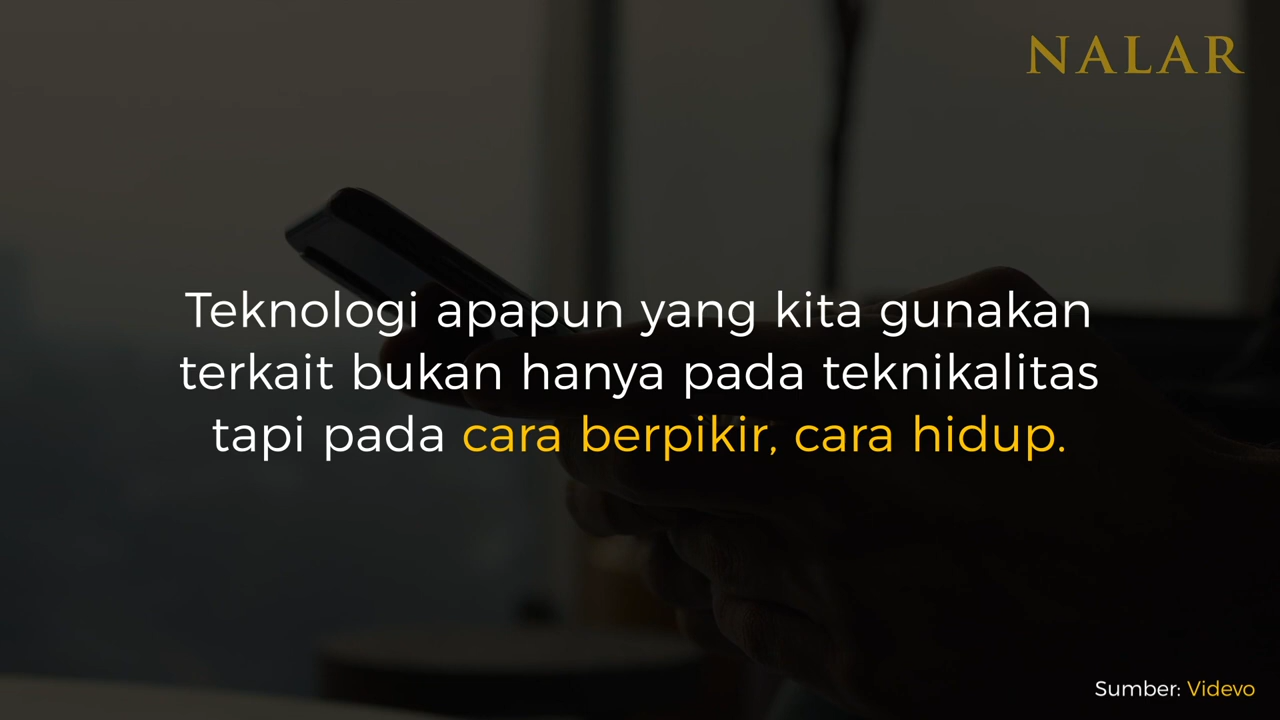 NALAR
Teknologi apapun yang kita gunakan
terkait bukan hanya pada teknikalitas
tapi pada cara berpikir, cara hidup.
Sumber: Videvo